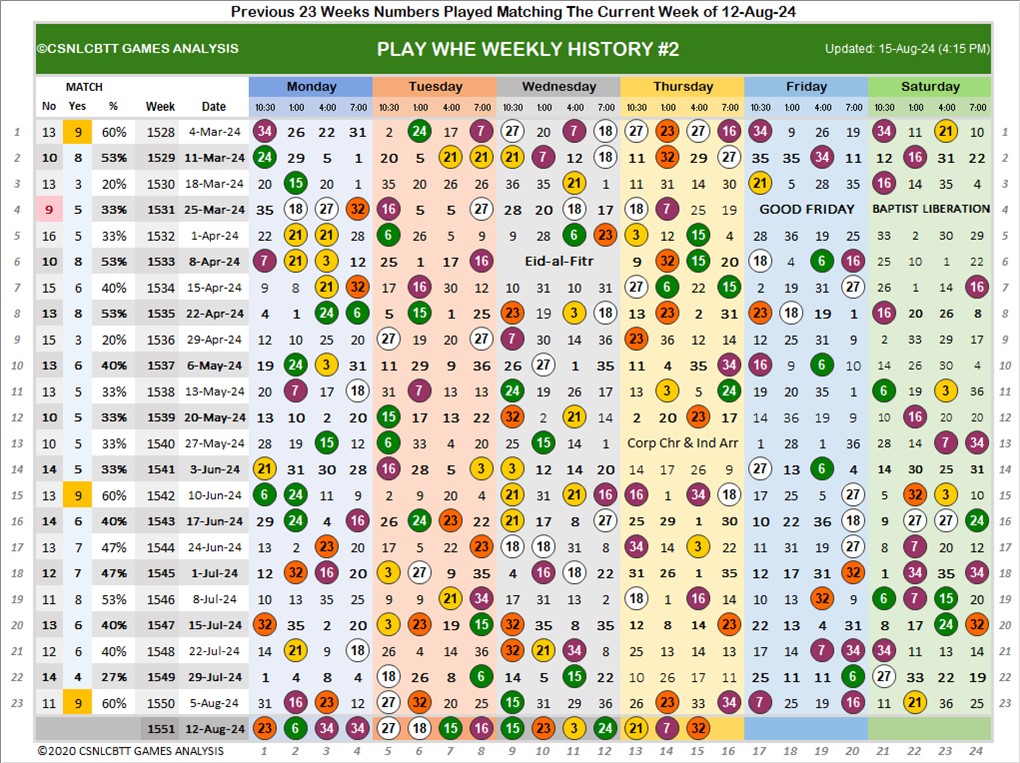 Previous 23 Weeks Numbers Played Matching The Current Week of 12-Aug-24
©CSNLCBTT GAMES ANALYSIS PLAY WHE WEEKLY HISTORY #2 Updated: 15-Aug-24 (4:15 PM)
MATCH Monday Tuesday Wednesday Thursday Friday Saturday
No Yes % Week Date 10:30 1:00 4:00 7:00 10:30 1:00 4:00 7:00 10:30 1:00 4:00 7:00 10:30 1:00 4:00 7:00 10:30 1:00 4:00 7:00 10:30 1:00 4:00 7:00
1 13 9 60% 1528 4-Mar-24 34 26 22 31 2 24 17 7 27 20 7 18 27 23 27 16 34 9 26 19 34 11 21 10 1
2 10 8 53% 1529 11-Mar-24 24 29 5 1 20 5 21 21 21 7 12 18 11 32 29 27 35 35 34 11 12 16 31 22 2
3 13 3 20% 1530 18-Mar-24 20 15 20 1 35 20 26 26 36 35 21 1 11 31 14 30 21 5 28 35 16 14 35 4 3
4 9 5 33% 1531 25-Mar-24 35 18 27 32 16 5 5 27 28 20 18 17 18 7 25 19 GOOD FRIDAY BAPTIST LIBERATION 4
5 16 5 33% 1532 1-Apr-24 22 21 21 28 6 26 5 9 9 28 6 23 3 12 15 4 28 36 19 25 33 2 30 29 5
6 10 8 53% 1533 8-Apr-24 7 21 3 12 25 1 17 16 Eid-al-Fitr 9 32 15 20 18 4 6 16 25 10 1 22 6
7 15 6 40% 1534 15-Apr-24 9 8 21 32 17 16 30 12 10 31 10 31 27 6 22 15 2 19 31 27 26 1 14 16 7
8 13 8 53% 1535 22-Apr-24 4 1 24 6 5 15 1 25 23 19 3 18 13 23 2 31 23 18 19 1 16 20 26 8 8
9 15 3 20% 1536 29-Apr-24 12 10 25 20 27 19 20 27 7 30 14 36 23 36 12 14 12 25 31 9 2 33 29 17 9
10 13 6 40% 1537 6-May-24 19 24 3 31 11 29 9 36 26 27 1 35 11 4 35 34 16 9 6 10 14 26 30 4 10
11 13 5 33% 1538 13-May-24 20 7 17 18 31 7 13 13 24 19 26 11 13 3 5 24 19 20 35 1 6 19 3 36 11
12 10 5 33% 1539 20-May-24 13 10 2 20 15 17 13 22 32 2 21 14 2 20 23 17 14 36 19 9 10 16 20 20 12
13 10 5 33% 1540 27-May-24 28 19 15 12 6 33 4 20 25 15 14 1 Corp Chr & Ind Arr 1 28 1 36 28 14 7 34 13
14 14 5 33% 1541 3-Jun-24 21 31 30 28 16 28 5 3 3 12 14 20 14 17 26 9 27 13 6 4 14 30 25 31 14
15 13 9 60% 1542 10-Jun-24 6 24 11 9 2 9 20 4 21 31 21 16 16 1 34 18 17 25 5 27 5 32 3 10 15
16 14 6 40% 1543 17-Jun-24 29 24 4 16 26 24 23 22 21 17 8 27 25 29 1 30 10 22 36 18 9 27 27 24 16
17 13 7 47% 1544 24-Jun-24 13 2 23 20 17 5 22 23 18 18 31 8 34 14 3 22 11 31 19 27 8 7 20 12 17
18 12 7 47% 1545 1-Jul-24 12 32 16 20 3 27 9 35 4 16 18 22 31 26 1 35 12 17 31 32 1 34 35 34 18
19 11 8 53% 1546 8-Jul-24 10 13 35 25 9 9 21 34 17 31 13 2 18 1 16 14 10 13 32 9 6 7 15 20 19
20 13 6 40% 1547 15-Jul-24 32 35 2 20 3 23 19 15 32 35 8 35 12 8 14 23 22 13 4 31 8 17 24 32 20
21 12 6 40% 1548 22-Jul-24 14 21 9 18 26 4 14 36 32 21 34 8 25 13 14 13 17 14 7 34 34 11 13 14 21
22 14 4 27% 1549 29-Jul-24 1 4 8 4 18 26 8 6 14 5 15 22 10 26 17 11 25 11 11 6 27 33 22 19 22
23 11 9 60% 1550 5-Aug-24 31 16 23 12 27 32 20 25 15 31 29 36 26 23 33 34 7 25 19 16 11 21 36 25 23
1551 12-Aug-24 23 6 34 34 27 18 15 16 15 23 3 24 21 7 32
©2020 CSNLCBTT GAMES ANALYSIS 1 2 3 4 5 6 7 8 9 10 11 12 13 14 15 16 17 18 19 20 21 22 23 24